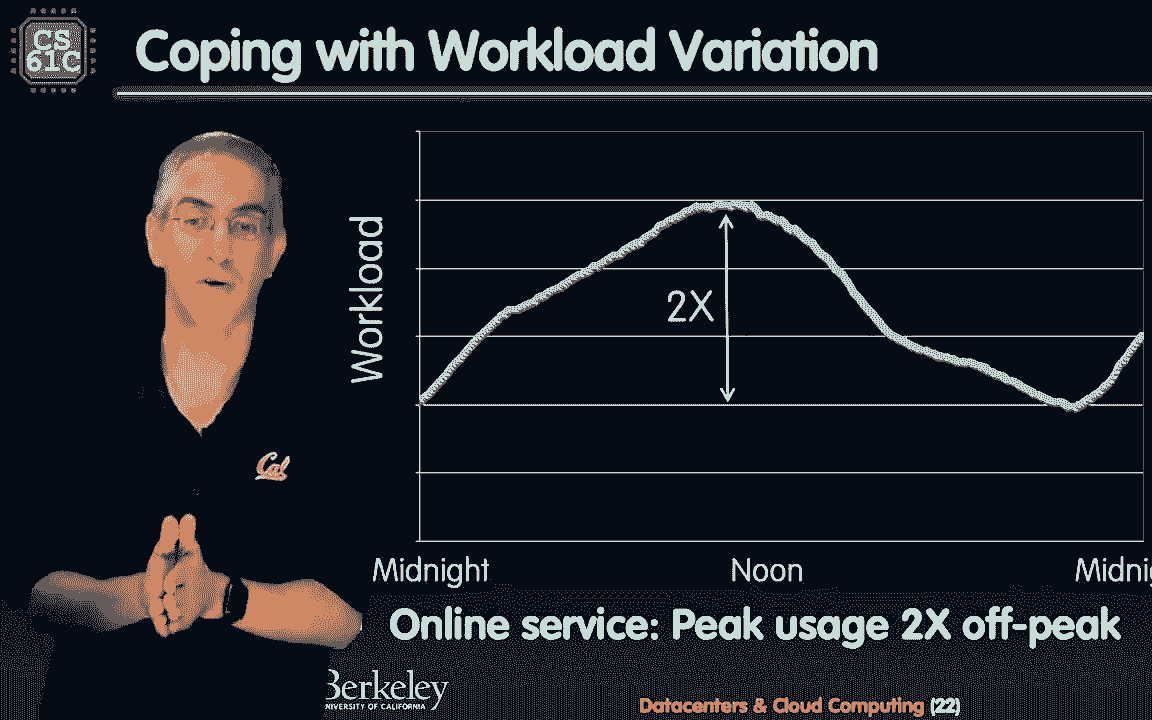 CS
61C
Coping with Workload Variation
Workload
2X
Cal
Midnight
Noon
Midnig
Online service: Peak usage 2X off-peak
Berkeley
UNIVERSITY OF CALIFORNIA
Datacenters & Cloud Computing (22)